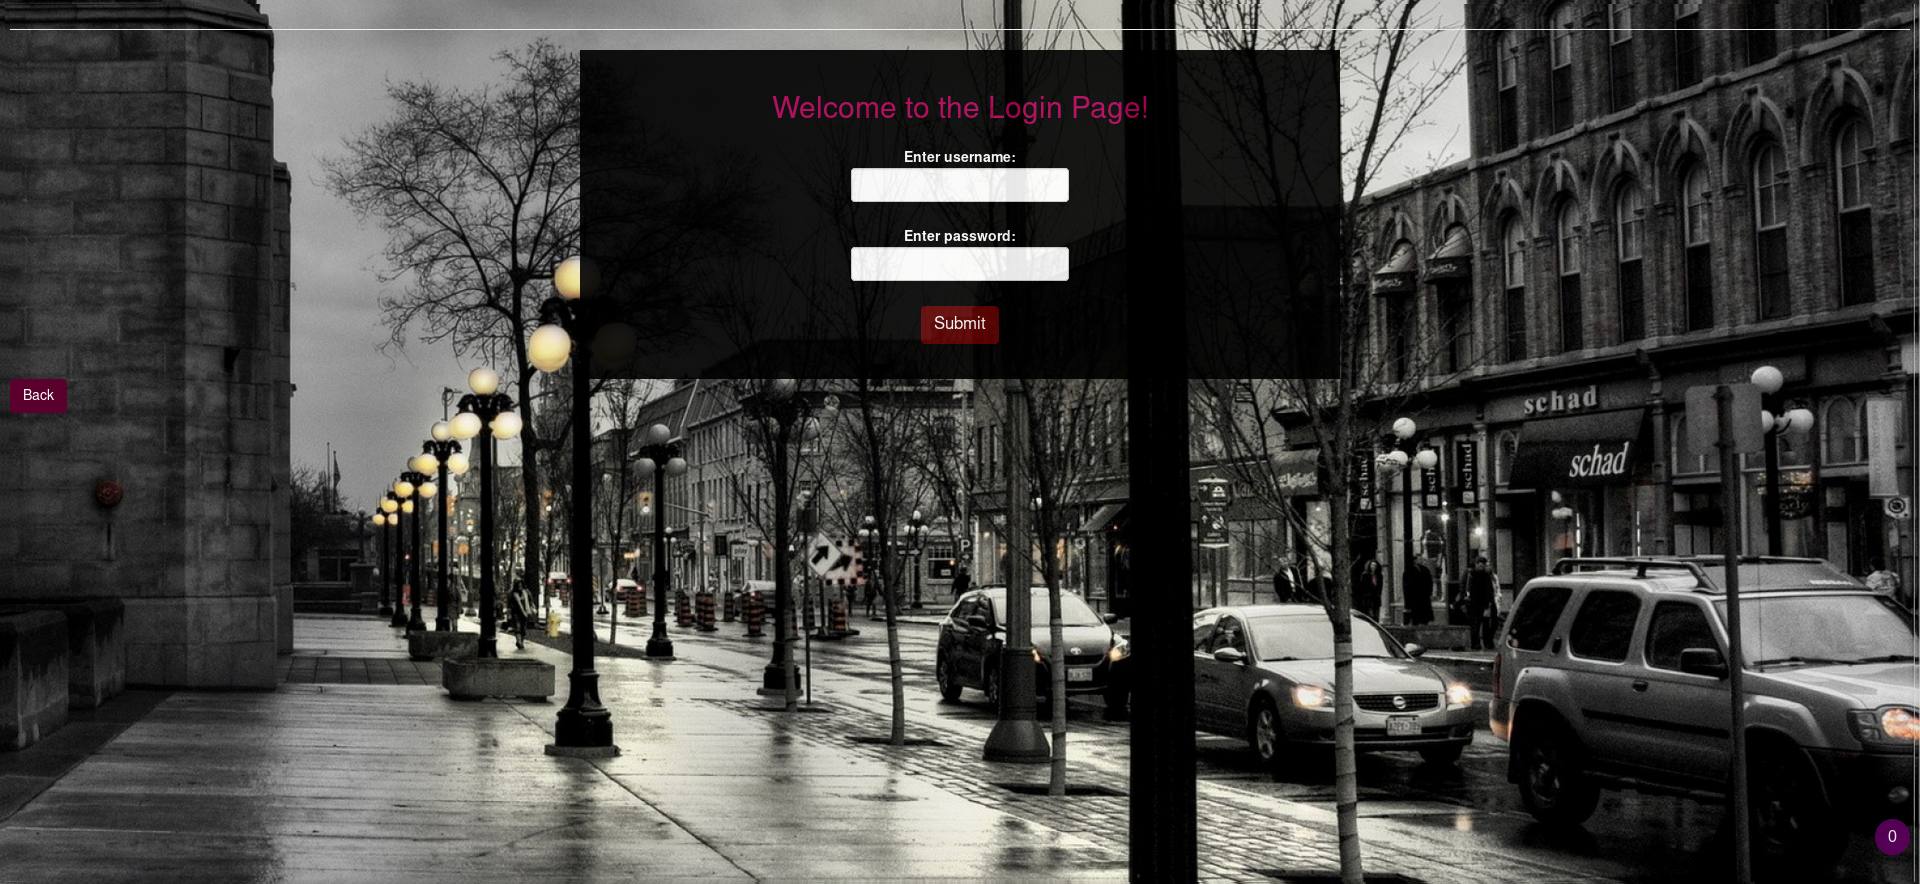 Welcome to the Login Page!
Enter username:
Enter password:
Submit
Back
schad
schad
schad
schad
P
0